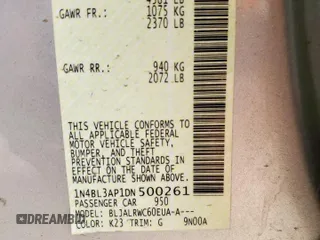 GAWR FR: 1075 KG
2370 LB
GAWR RR: 940 KG
2072 LB
THIS VEHICLE CONFORMS TO
ALL APPLICABLE FEDERAL
MOTOR VEHICLE SAFETY,
BUMPER, AND THEFT
PREVENTION STANDARDS
IN EFFECT ON THE DATE OF
MANUFACTURE SHOWN ABOVE.
1N4BL3AP1DN500261
PASSENGER CAR 950
MODEL: BLJALRWC60EUA-A---
COLOR: K23 TRIM: G 9N00A